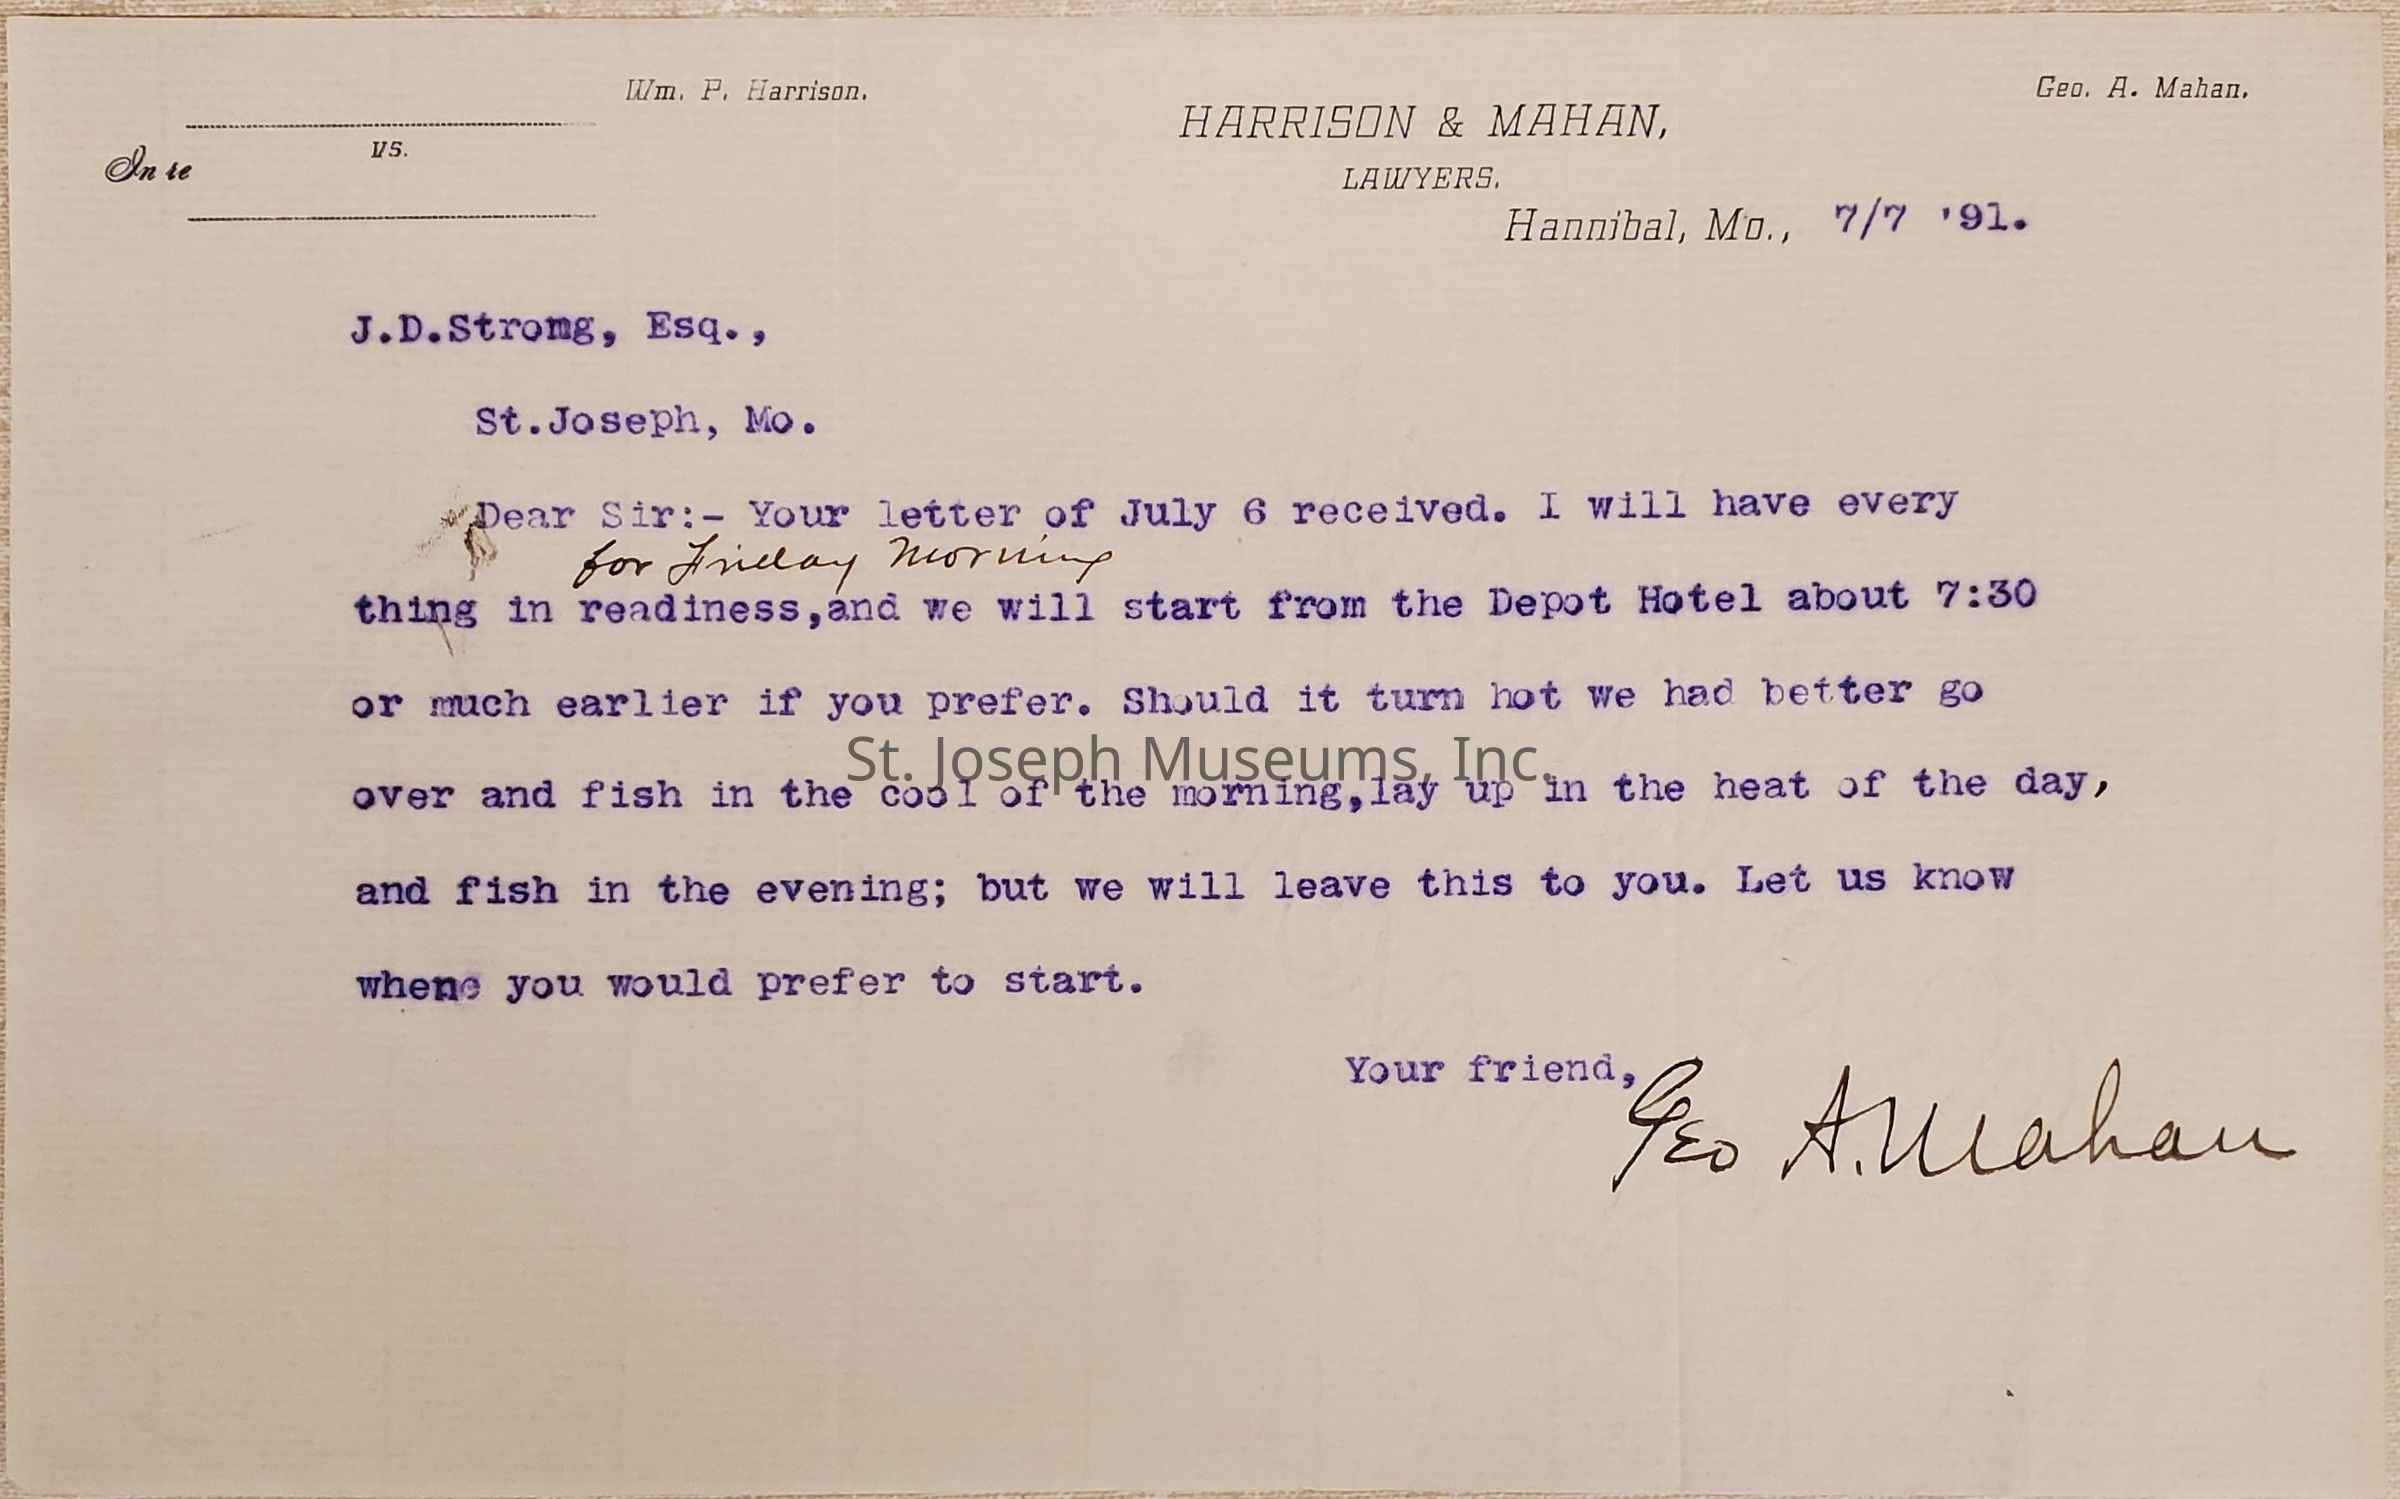 Wm. P. Harrison.
Geo. A. Mahan.
HARRISON & MAHAN,
vs.
In re
LAWYERS.
Hannibal, Mo., 7/7 '91.
J.D.Strong, Esq.,
St.Joseph, Mo.
Dear Sir:- Your letter of July 6 received. I will have every
for Friday morning
thing in readiness,and we will start from the Depot Hotel about 7:30
or much earlier if you prefer. Should it turn hot we had better go
St. Joseph Museums, Inc.
over and fish in the cool of the morning,lay up in the heat of the day,
and fish in the evening; but we will leave this to you. Let us know
when you would prefer to start.
Your friend,
Geo A. Mahan